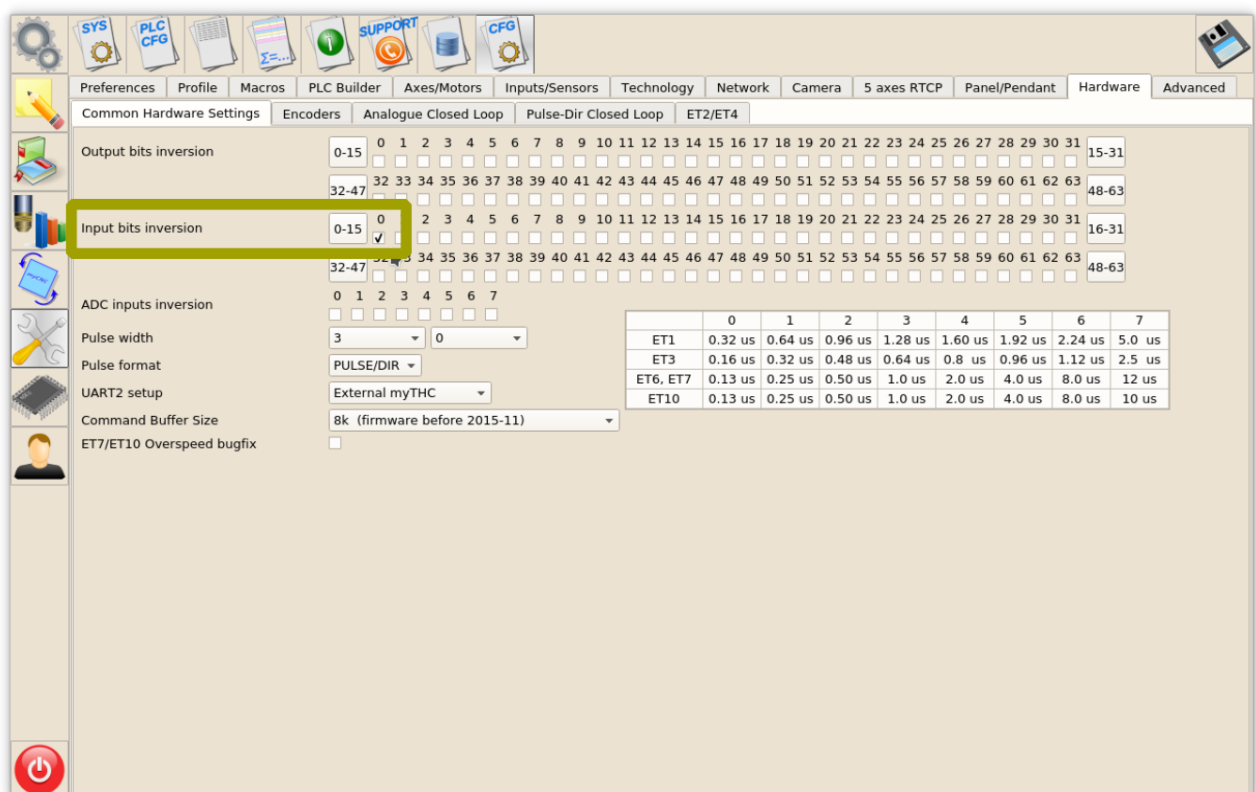 SYS PLC CFG Σ=... SUPPORT CFG
Preferences Profile Macros PLC Builder Axes/Motors Inputs/Sensors Technology Network Camera 5 axes RTCP Panel/Pendant Hardware Advanced
Common Hardware Settings Encoders Analogue Closed Loop Pulse-Dir Closed Loop ET2/ET4
Output bits inversion 0-15 0 1 2 3 4 5 6 7 8 9 10 11 12 13 14 15 16 17 18 19 20 21 22 23 24 25 26 27 28 29 30 31 15-31
32-47 32 33 34 35 36 37 38 39 40 41 42 43 44 45 46 47 48 49 50 51 52 53 54 55 56 57 58 59 60 61 62 63 48-63
Input bits inversion 0-15 0 2 3 4 5 6 7 8 9 10 11 12 13 14 15 16 17 18 19 20 21 22 23 24 25 26 27 28 29 30 31 16-31
32-47 34 35 36 37 38 39 40 41 42 43 44 45 46 47 48 49 50 51 52 53 54 55 56 57 58 59 60 61 62 63 48-63
ADC inputs inversion 0 1 2 3 4 5 6 7
Pulse width 3 0
Pulse format PULSE/DIR
UART2 setup External myTHC
Command Buffer Size 8k (firmware before 2015-11)
ET7/ET10 Overspeed bugfix
0 1 2 3 4 5 6 7
ET1 0.32 us 0.64 us 0.96 us 1.28 us 1.60 us 1.92 us 2.24 us 5.0 us
ET3 0.16 us 0.32 us 0.48 us 0.64 us 0.8 us 0.96 us 1.12 us 2.5 us
ET6, ET7 0.13 us 0.25 us 0.50 us 1.0 us 2.0 us 4.0 us 8.0 us 12 us
ET10 0.13 us 0.25 us 0.50 us 1.0 us 2.0 us 4.0 us 8.0 us 10 us